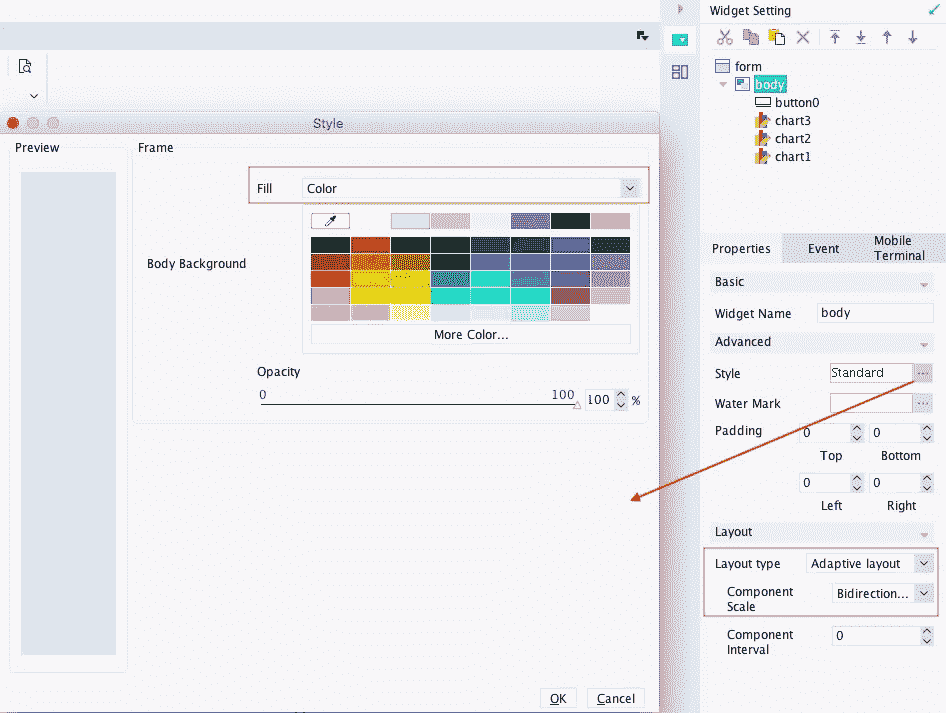 Widget Setting
form
body
button0
chart3
chart2
chart1
Style
Preview
Frame
Fill
Color
Body Background
More Color...
Opacity
0
100
100
%
OK
Cancel
Properties
Event
Mobile
Terminal
Basic
Widget Name
body
Advanced
Style
Standard
...
Water Mark
...
Padding
0
0
Top
Bottom
0
0
Left
Right
Layout
Layout type
Adaptive layout
Component
Scale
Bidirection...
Component
Interval
0